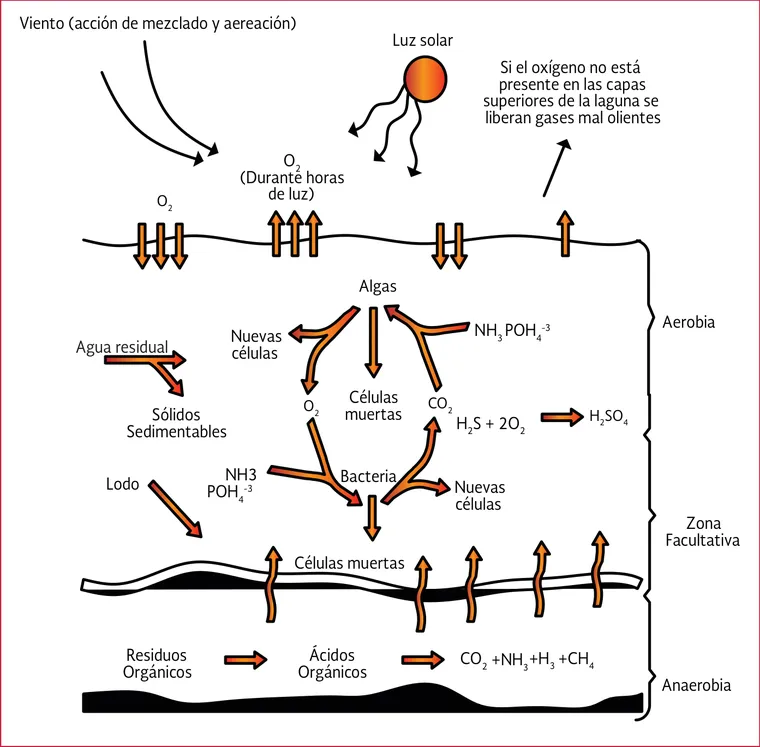 Viento (acción de mezclado y aereación)
Luz solar
Si el oxígeno no está
presente en las capas
superiores de la laguna se
liberan gases mal olientes
O2
O2
(Durante horas
de luz)
Algas
Nuevas
células
NH3 POH4-3
Aerobia
Agua residual
Sólidos
Sedimentables
O2
Células
muertas
CO2
H2S + 2O2
H2SO4
Lodo
NH3
POH4-3
Bacteria
Nuevas
células
Zona
Facultativa
Células muertas
Residuos
Orgánicos
Ácidos
Orgánicos
CO2 +NH3+H3 +CH4
Anaerobia